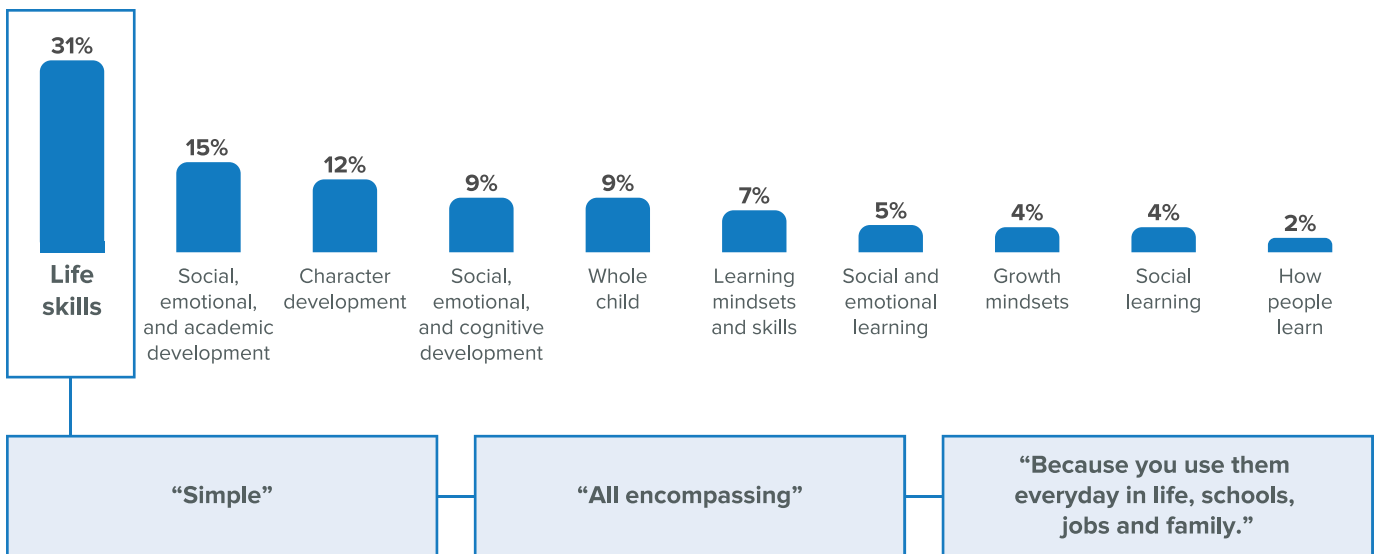 31%
15%
12%
9%
9%
7%
5%
4%
4%
2%
Life
skills
Social,
emotional,
and academic
development
Character
development
Social,
emotional,
and cognitive
development
Whole
child
Learning
mindsets
and skills
Social and
emotional
learning
Growth
mindsets
Social
learning
How
people
learn
“Simple”
“All encompassing”
“Because you use them
everyday in life, schools,
jobs and family.”